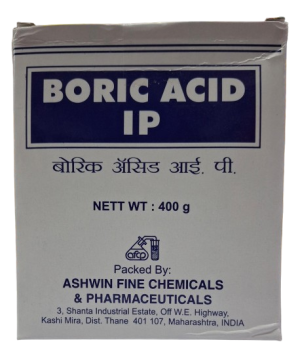 BORIC ACID
IP
बोरिक ॲसिड आई. पी.
NETT WT : 400 g
afcp
Packed By:
ASHWIN FINE CHEMICALS
& PHARMACEUTICALS
3, Shanta Industrial Estate, Off W.E. Highway,
Kashi Mira, Dist. Thane 401 107, Maharashtra, INDIA